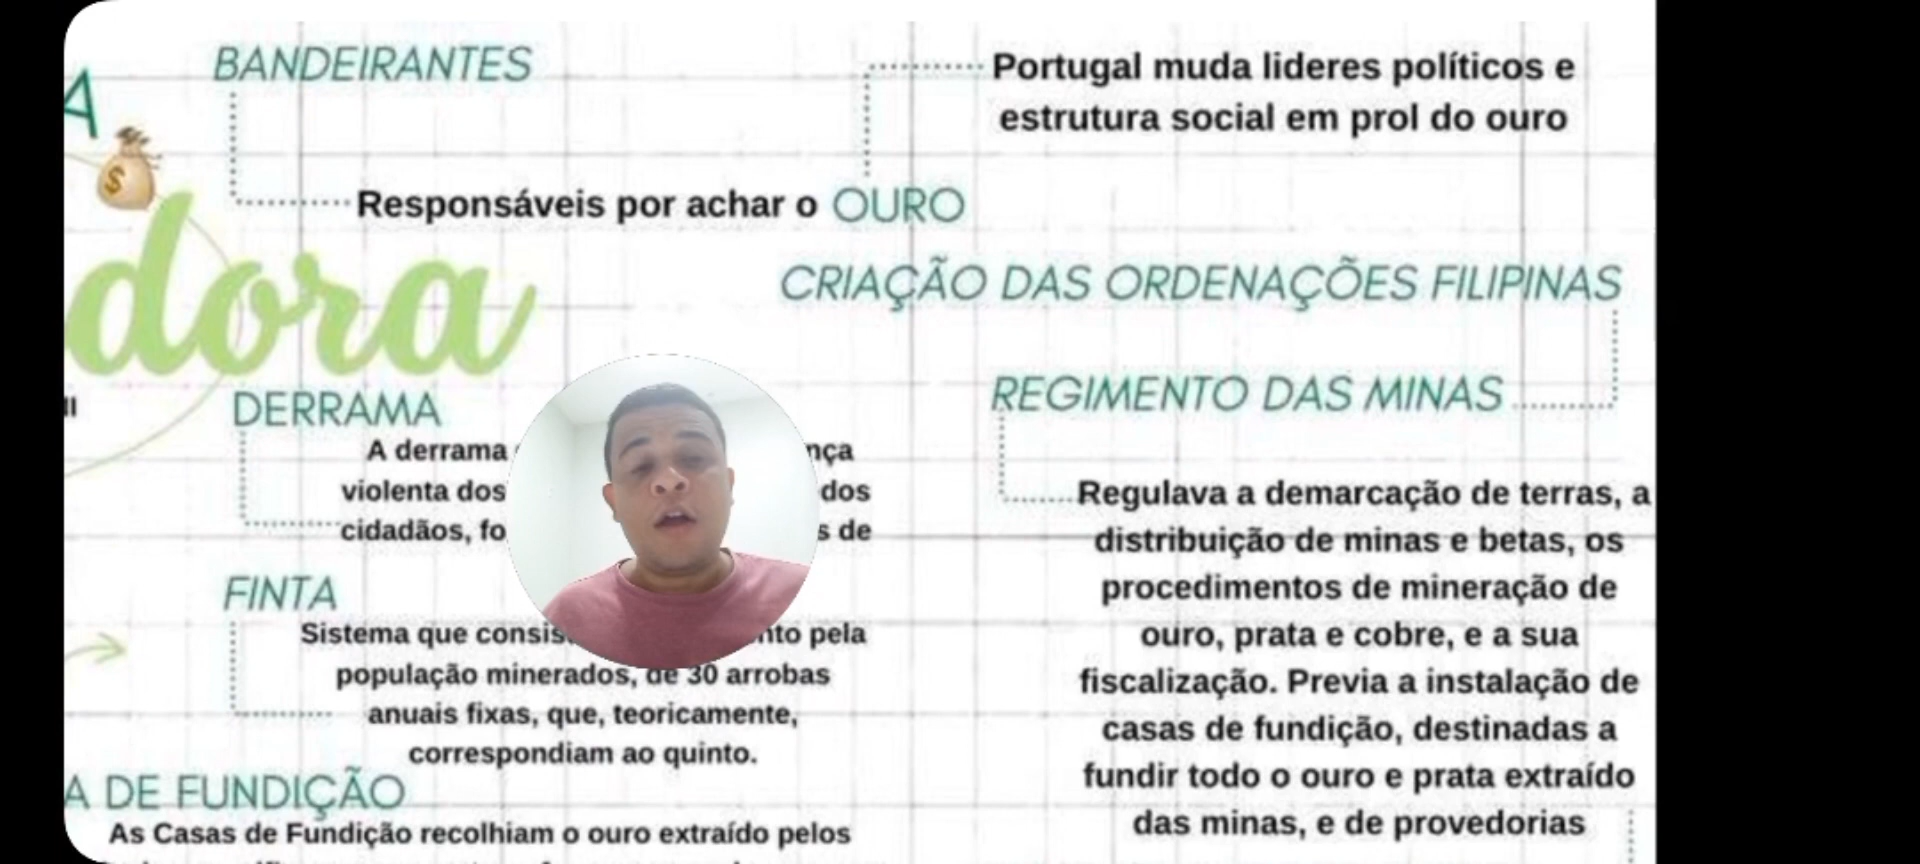 BANDEIRANTES
Portugal muda lideres políticos e
estrutura social em prol do ouro
Responsáveis por achar o OURO
dora
CRIAÇÃO DAS ORDENAÇÕES FILIPINAS
REGIMENTO DAS MINAS
Regulava a demarcação de terras, a
distribuição de minas e betas, os
procedimentos de mineração de
ouro, prata e cobre, e a sua
fiscalização. Previa a instalação de
casas de fundição, destinadas a
fundir todo o ouro e prata extraído
das minas, e de provedorias
DERRAMA
A derrama
violenta dos dos
cidadãos, de
FINTA
Sistema que pela
população minerados, de 30 arrobas
anuais fixas, que, teoricamente,
correspondiam ao quinto.
A DE FUNDIÇÃO
As Casas de Fundição recolhiam o ouro extraído pelos